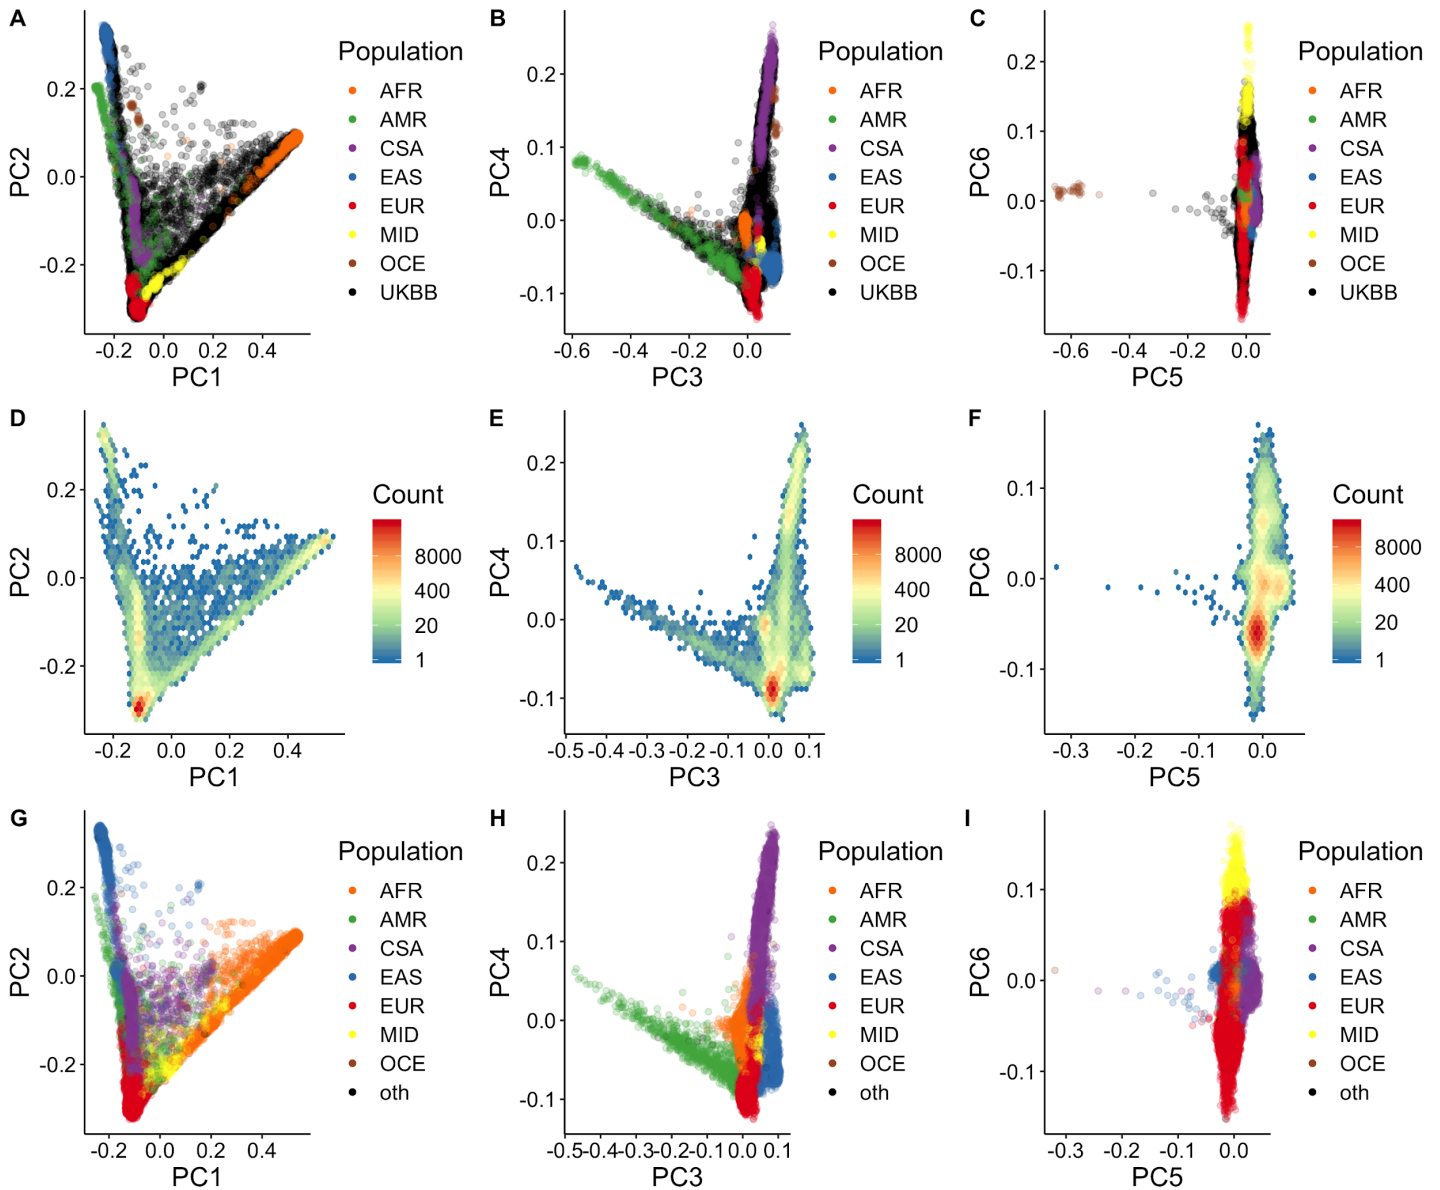 A
PC2
0.2
0.0
-0.2
-0.2 0.0 0.2 0.4
PC1
Population
AFR
AMR
CSA
EAS
EUR
MID
OCE
UKBB
B
PC4
0.2
0.1
0.0
-0.1
-0.6 -0.4 -0.2 0.0
PC3
Population
AFR
AMR
CSA
EAS
EUR
MID
OCE
UKBB
C
PC6
0.2
0.1
0.0
-0.1
-0.6 -0.4 -0.2 0.0
PC5
Population
AFR
AMR
CSA
EAS
EUR
MID
OCE
UKBB
D
PC2
0.2
0.0
-0.2
-0.2 0.0 0.2 0.4
PC1
Count
8000
400
20
1
E
PC4
0.2
0.1
0.0
-0.1
-0.5 -0.4 -0.3 -0.2 -0.1 0.0 0.1
PC3
Count
8000
400
20
1
F
PC6
0.1
0.0
-0.1
-0.3 -0.2 -0.1 0.0
PC5
Count
8000
400
20
1
G
PC2
0.2
0.0
-0.2
-0.2 0.0 0.2 0.4
PC1
Population
AFR
AMR
CSA
EAS
EUR
MID
OCE
oth
H
PC4
0.2
0.1
0.0
-0.1
-0.5 -0.4 -0.3 -0.2 -0.1 0.0 0.1
PC3
Population
AFR
AMR
CSA
EAS
EUR
MID
OCE
oth
I
PC6
0.1
0.0
-0.1
-0.3 -0.2 -0.1 0.0
PC5
Population
AFR
AMR
CSA
EAS
EUR
MID
OCE
oth